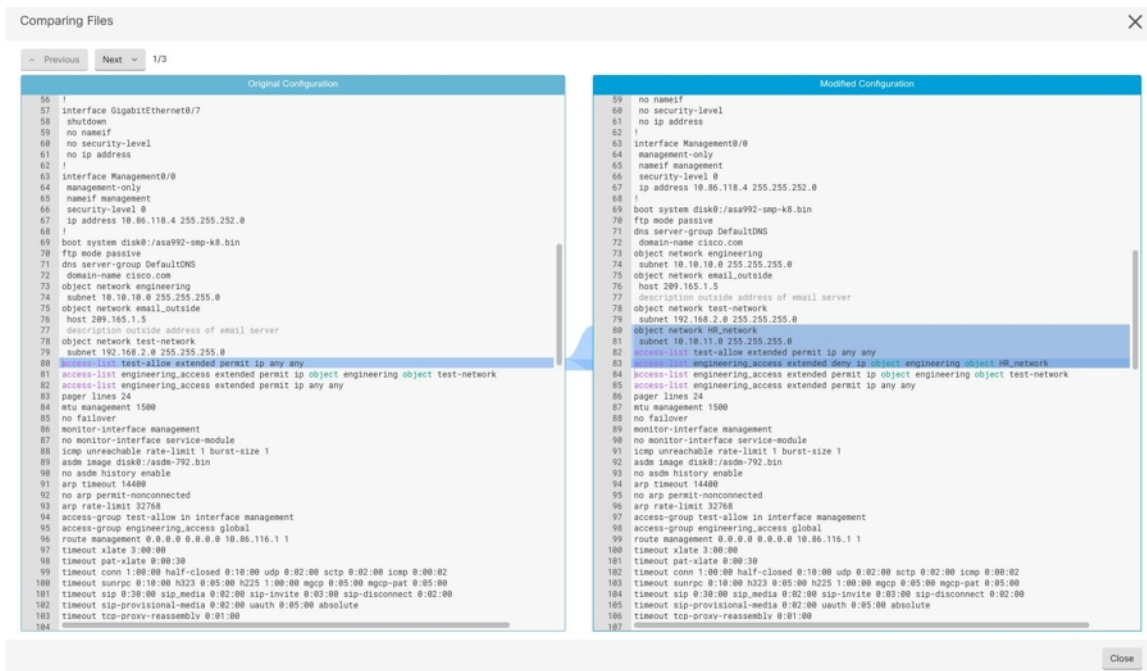 Comparing Files
Previous Next 1/3
Original Configuration
56 !
57 interface GigabitEthernet0/7
58 shutdown
59 no nameif
60 no security-level
61 no ip address
62 !
63 interface Management0/0
64 management-only
65 nameif management
66 security-level 0
67 ip address 10.86.118.4 255.255.252.0
68 !
69 boot system disk0:/asa992-smp-k8.bin
70 ftp mode passive
71 dns server-group DefaultDNS
72 domain-name cisco.com
73 object network engineering
74 subnet 10.10.10.0 255.255.255.0
75 object network email_outside
76 host 209.165.1.5
77 description outside address of email server
78 object network test-network
79 subnet 192.168.2.0 255.255.255.0
80 access-list test-allow extended permit ip any any
81 access-list engineering_access extended permit ip object engineering object test-network
82 access-list engineering_access extended permit ip any any
83 pager lines 24
84 mtu management 1500
85 no failover
86 monitor-interface management
87 no monitor-interface service-module
88 icmp unreachable rate-limit 1 burst-size 1
89 asdm image disk0:/asdm-792.bin
90 no asdm history enable
91 arp timeout 14400
92 no arp permit-nonconnected
93 arp rate-limit 32768
94 access-group test-allow in interface management
95 access-group engineering_access global
96 route management 0.0.0.0 0.0.0.0 10.86.116.1 1
97 timeout xlate 3:00:00
98 timeout pat-xlate 0:00:30
99 timeout conn 1:00:00 half-closed 0:10:00 udp 0:02:00 sctp 0:02:00 icmp 0:00:02
100 timeout sunrpc 0:10:00 h323 0:05:00 h225 1:00:00 mgcp 0:05:00 mgcp-pat 0:05:00
101 timeout sip 0:30:00 sip_media 0:02:00 sip-invite 0:03:00 sip-disconnect 0:02:00
102 timeout sip-provisional-media 0:02:00 uauth 0:05:00 absolute
103 timeout tcp-proxy-reassembly 0:01:00
104
Modified Configuration
59 no nameif
60 no security-level
61 no ip address
62 !
63 interface Management0/0
64 management-only
65 nameif management
66 security-level 0
67 ip address 10.86.118.4 255.255.252.0
68 !
69 boot system disk0:/asa992-smp-k8.bin
70 ftp mode passive
71 dns server-group DefaultDNS
72 domain-name cisco.com
73 object network engineering
74 subnet 10.10.10.0 255.255.255.0
75 object network email_outside
76 host 209.165.1.5
77 description outside address of email server
78 object network test-network
79 subnet 192.168.2.0 255.255.255.0
80 object network HR_network
81 subnet 10.10.11.0 255.255.255.0
82 access-list test-allow extended permit ip any any
83 access-list engineering_access extended deny ip object engineering object HR_network
84 access-list engineering_access extended permit ip object engineering object test-network
85 access-list engineering_access extended permit ip any any
86 pager lines 24
87 mtu management 1500
88 no failover
89 monitor-interface management
90 no monitor-interface service-module
91 icmp unreachable rate-limit 1 burst-size 1
92 asdm image disk0:/asdm-792.bin
93 no asdm history enable
94 arp timeout 14400
95 no arp permit-nonconnected
96 arp rate-limit 32768
97 access-group test-allow in interface management
98 access-group engineering_access global
99 route management 0.0.0.0 0.0.0.0 10.86.116.1 1
100 timeout xlate 3:00:00
101 timeout pat-xlate 0:00:30
102 timeout conn 1:00:00 half-closed 0:10:00 udp 0:02:00 sctp 0:02:00 icmp 0:00:02
103 timeout sunrpc 0:10:00 h323 0:05:00 h225 1:00:00 mgcp 0:05:00 mgcp-pat 0:05:00
104 timeout sip 0:30:00 sip_media 0:02:00 sip-invite 0:03:00 sip-disconnect 0:02:00
105 timeout sip-provisional-media 0:02:00 uauth 0:05:00 absolute
106 timeout tcp-proxy-reassembly 0:01:00
107
Close